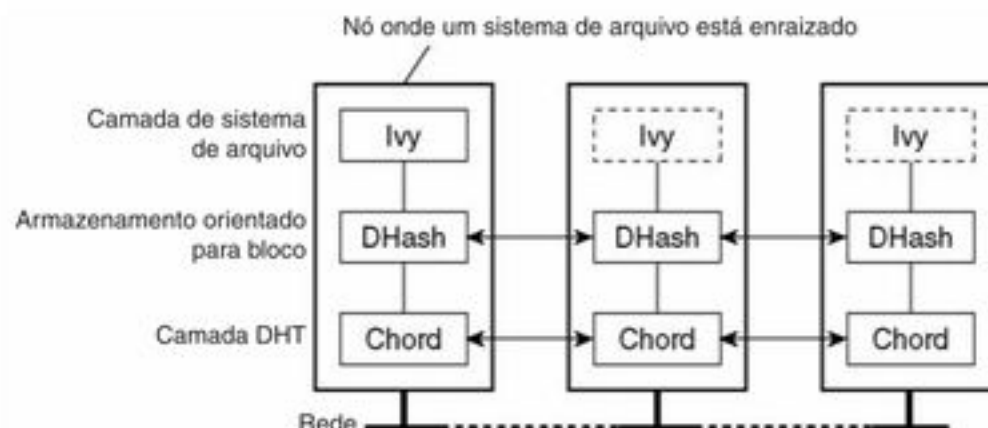 Nó onde um sistema de arquivo está enraizado
Camada de sistema
de arquivo
Ivy
Ivy
Ivy
Armazenamento orientado
para bloco
DHash
DHash
DHash
Camada DHT
Chord
Chord
Chord
Rede